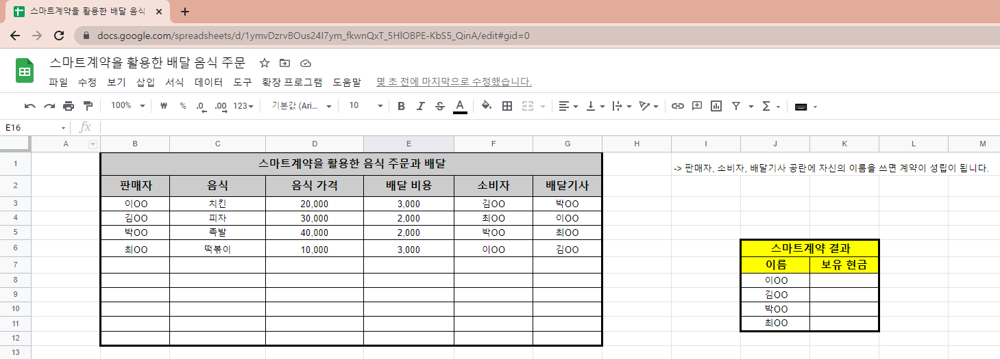 스마트계약을 활용한 배달 음식
docs.google.com/spreadsheets/d/1ymvDzrvBOus24I7ym_fkwnQxT_5HlOBPE-KbS5_QinA/edit#gid=0
스마트계약을 활용한 배달 음식 주문
파일 수정 보기 삽입 서식 데이터 도구 확장 프로그램 도움말 몇 초 전에 마지막으로 수정했습니다.
100% ₩ % .0 .00 123 기본값 (Ari... 10 B I S A
E16 fx
A B C D E F G H I J K L M
1 스마트계약을 활용한 음식 주문과 배달 -> 판매자, 소비자, 배달기사 공란에 자신의 이름을 쓰면 계약이 성립이 됩니다.
2 판매자 음식 음식 가격 배달 비용 소비자 배달기사
3 이OO 치킨 20,000 3,000 김OO 박OO
4 김OO 피자 30,000 2,000 최OO 이OO
5 박OO 족발 40,000 2,000 박OO 최OO
6 최OO 떡볶이 10,000 3,000 이OO 김OO 스마트계약 결과
7 이름 보유 현금
8 이OO
9 김OO
10 박OO
11 최OO
12
13